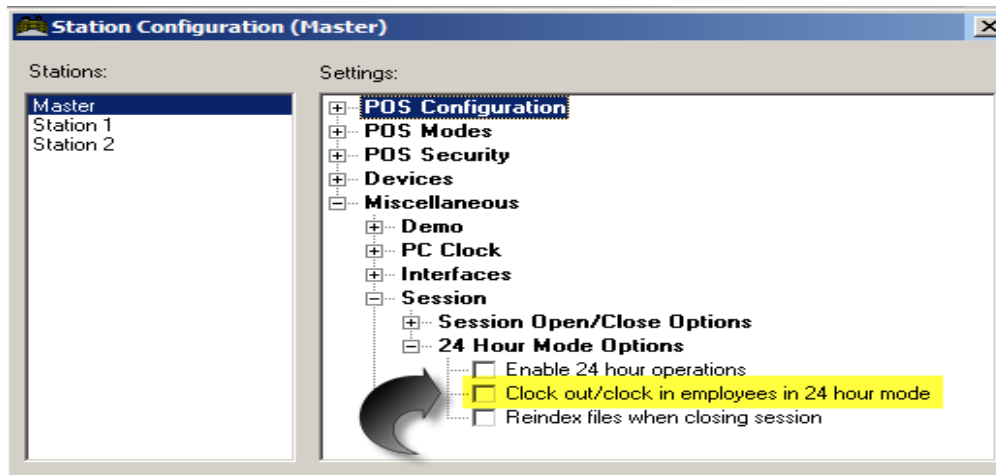 Station Configuration (Master)
Stations:
Master
Station 1
Station 2
Settings:
POS Configuration
POS Modes
POS Security
Devices
Miscellaneous
Demo
PC Clock
Interfaces
Session
Session Open/Close Options
24 Hour Mode Options
Enable 24 hour operations
Clock out/clock in employees in 24 hour mode
Reindex files when closing session